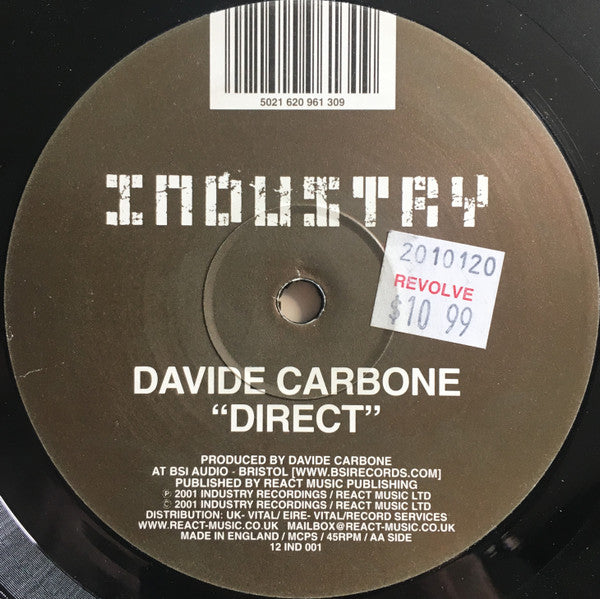 5021 620 961 309
INDUSTRY
2010120
REVOLVE
$10 99
DAVIDE CARBONE
“DIRECT”
PRODUCED BY DAVIDE CARBONE
AT BSI AUDIO - BRISTOL [WWW.BSIRECORDS.COM]
PUBLISHED BY REACT MUSIC PUBLISHING
℗ 2001 INDUSTRY RECORDINGS / REACT MUSIC LTD
© 2001 INDUSTRY RECORDINGS / REACT MUSIC LTD
DISTRIBUTION: UK- VITAL/ EIRE- VITAL/RECORD SERVICES
WWW.REACT-MUSIC.CO.UK MAILBOX@REACT-MUSIC.CO.UK
MADE IN ENGLAND / MCPS / 45RPM / AA SIDE
12 IND 001